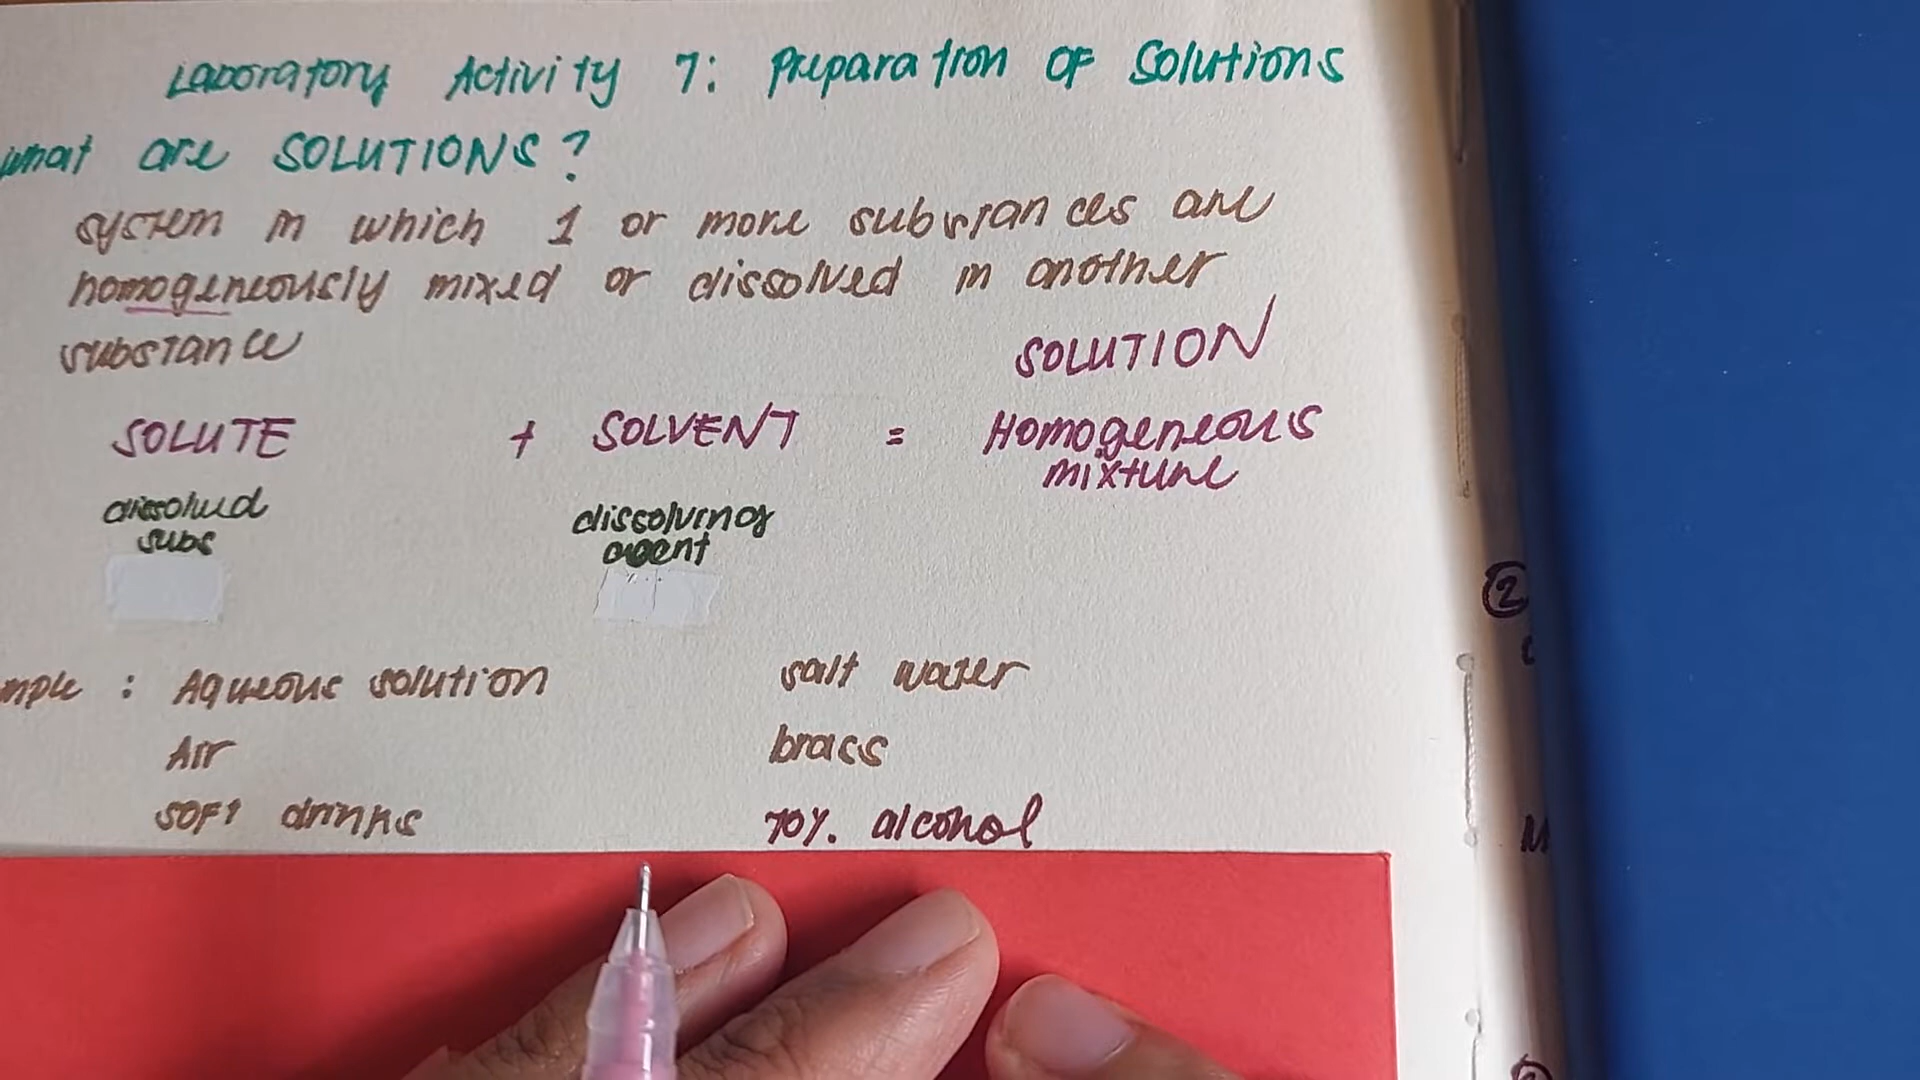 Laboratory Activity 7: Preparation OF Solutions
what are SOLUTIONS?
system in which 1 or more substances are
homogeneously mixed or dissolved in another
substance
SOLUTION
SOLUTE + SOLVENT = Homogeneous
mixture
dissolved dissolving
subs agent
mple : Aqueous solution salt water
Air brass
soft drinks 70%. alcohol
2